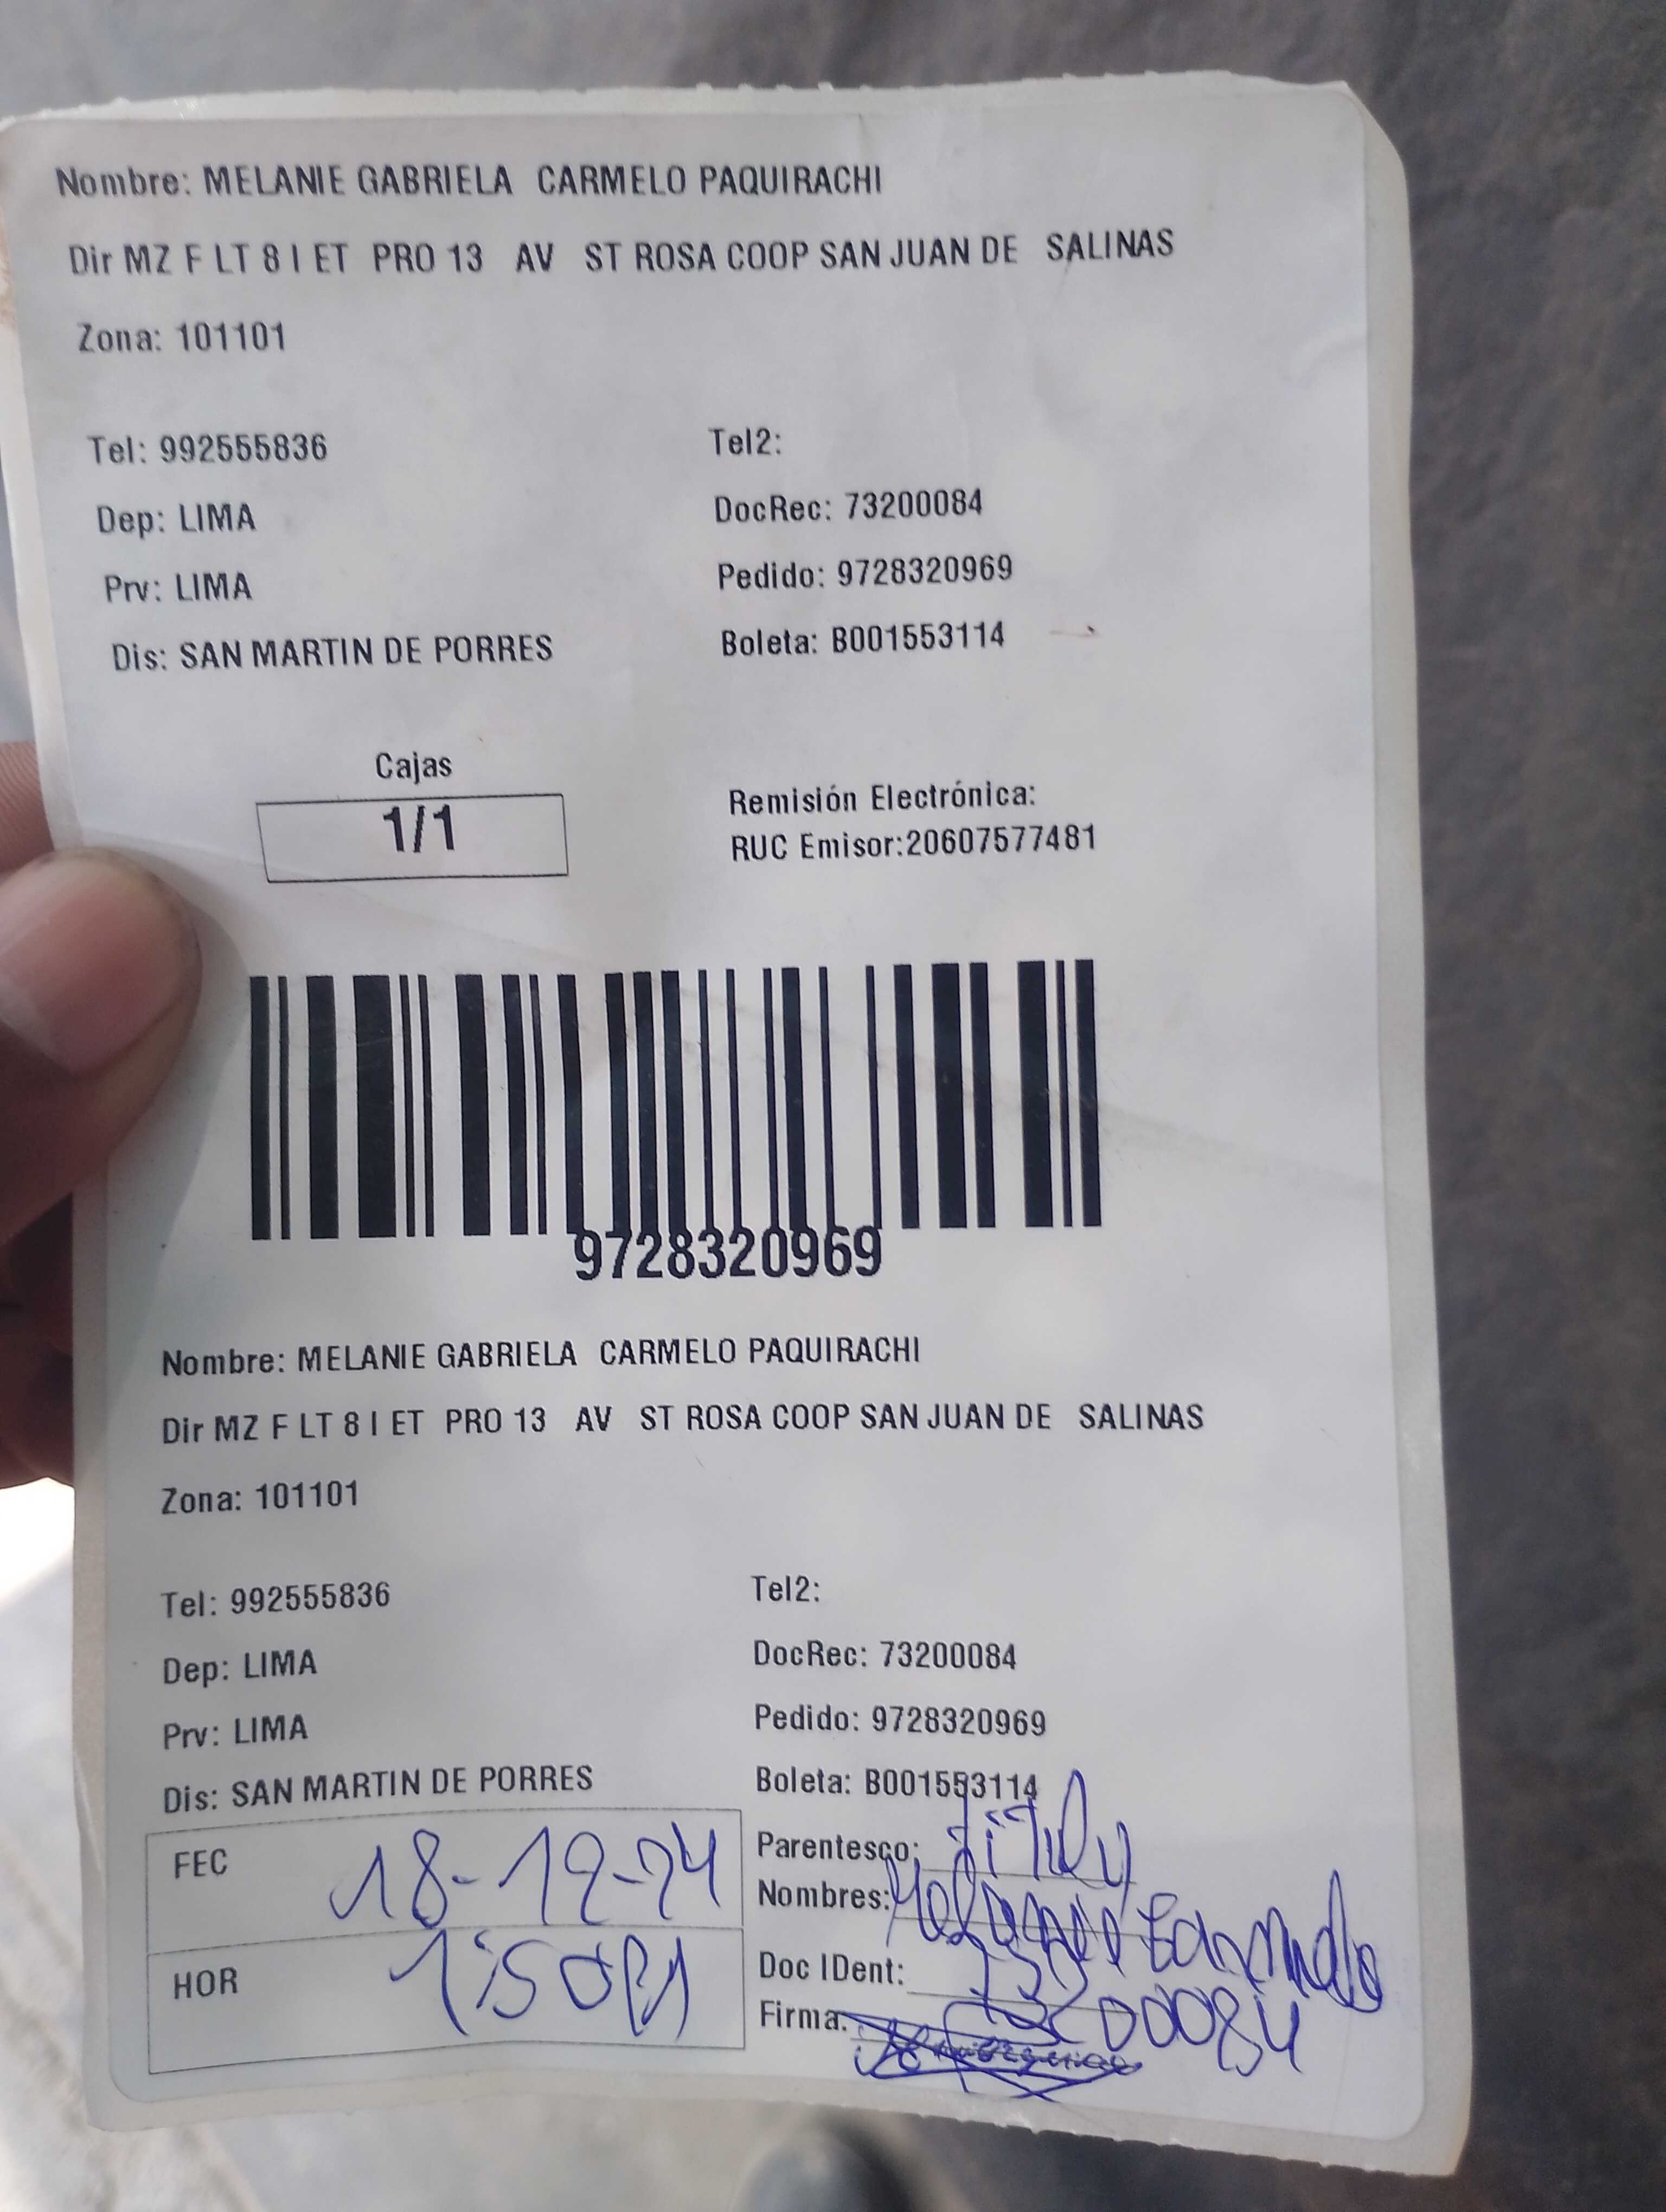 Nombre: MELANIE GABRIELA CARMELO PAQUIRACHI
Dir MZ F LT 8 I ET PRO 13 AV ST ROSA COOP SAN JUAN DE SALINAS
Zona: 101101
Tel: 992555836 Tel2:
Dep: LIMA DocRec: 73200084
Prv: LIMA Pedido: 9728320969
Dis: SAN MARTIN DE PORRES Boleta: B001553114
Cajas
1/1
Remisión Electrónica:
RUC Emisor:20607577481
9728320969
Nombre: MELANIE GABRIELA CARMELO PAQUIRACHI
Dir MZ F LT 8 I ET PRO 13 AV ST ROSA COOP SAN JUAN DE SALINAS
Zona: 101101
Tel: 992555836 Tel2:
Dep: LIMA DocRec: 73200084
Prv: LIMA Pedido: 9728320969
Dis: SAN MARTIN DE PORRES Boleta: B001553114
FEC 18-12-24
HOR
Parentesco:
Nombres: Melanie Carmelo
Doc IDent: 73200084
Firma: